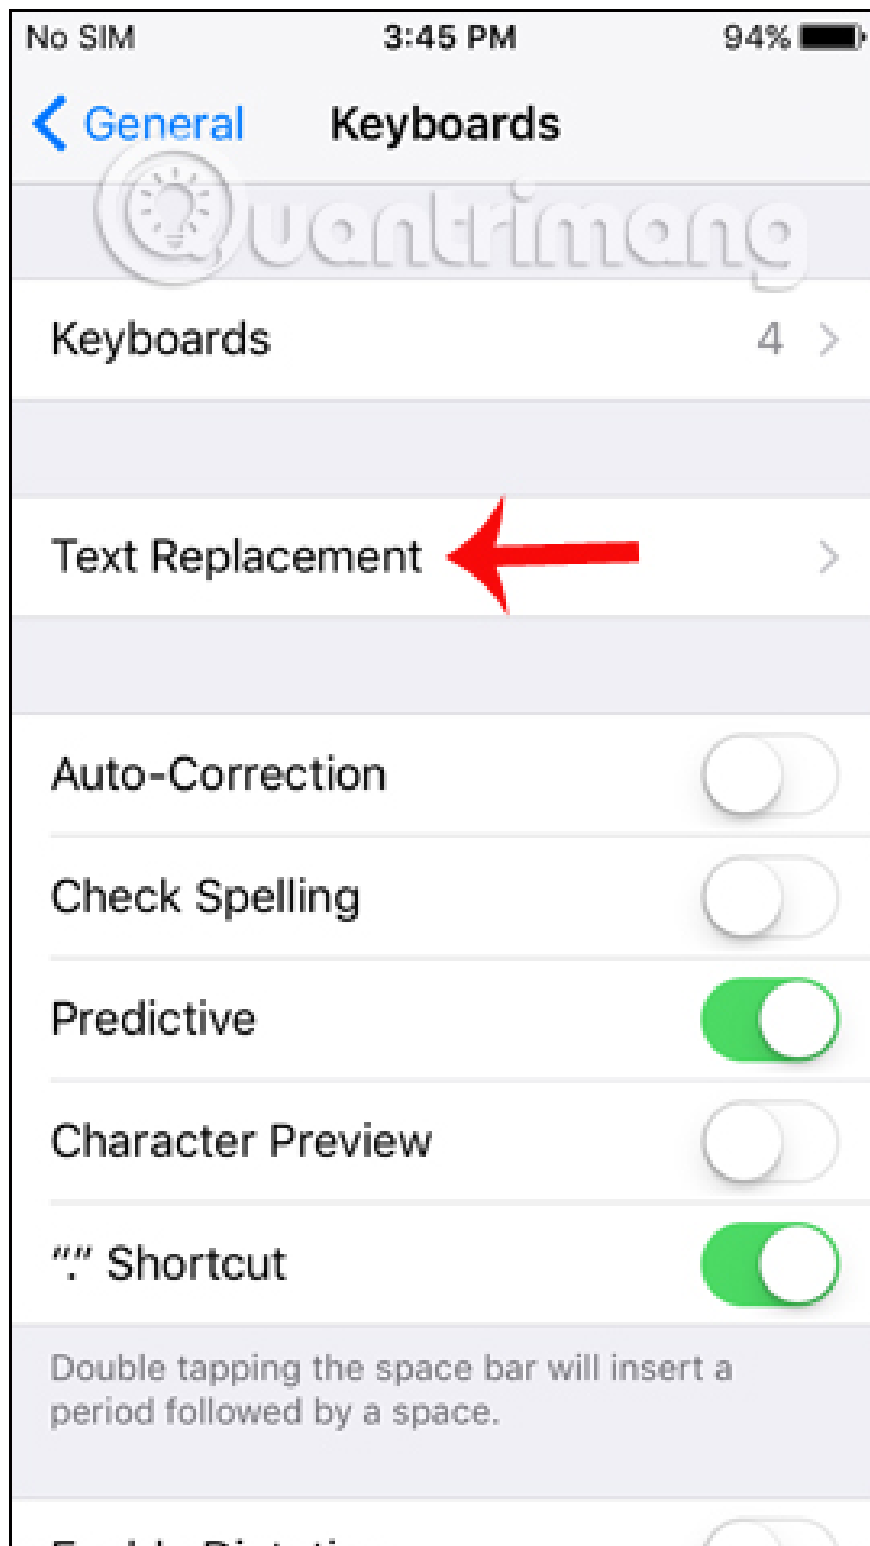 No SIM 3:45 PM 94%
General Keyboards
Quantrimang
Keyboards 4
Text Replacement
Auto-Correction
Check Spelling
Predictive
Character Preview
“.” Shortcut
Double tapping the space bar will insert a
period followed by a space.